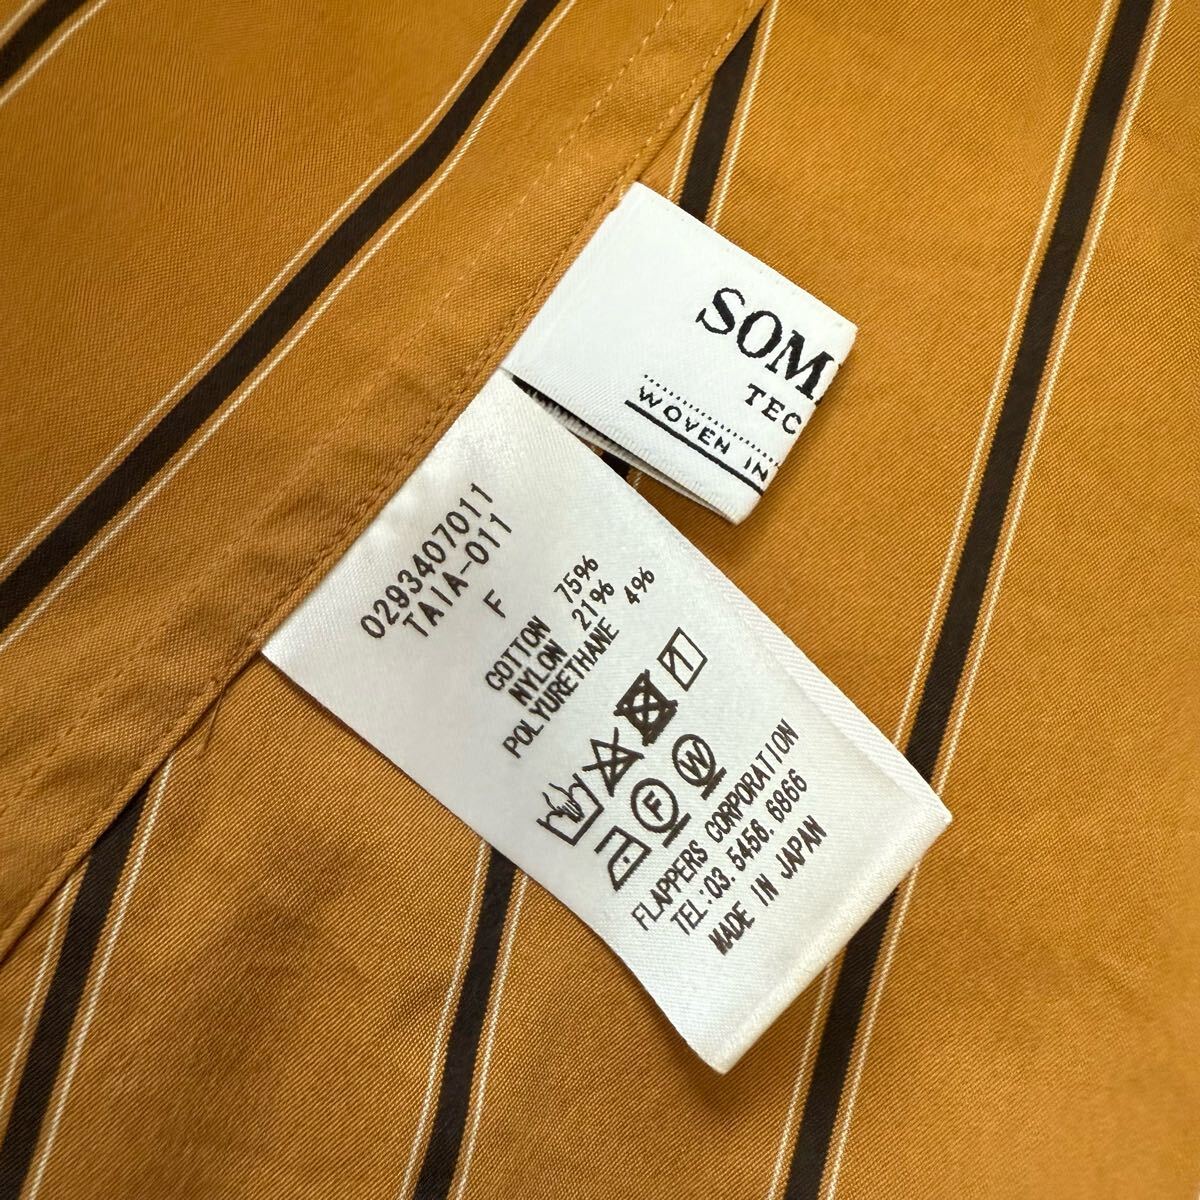 SOM
TEC
WOVEN IN
0293407011
TAIA-011
F
COTTON 75%
NYLON 21%
POLYURETHANE 4%
1
F W
FLAPPERS CORPORATION
TEL:03.5456.6866
MADE IN JAPAN